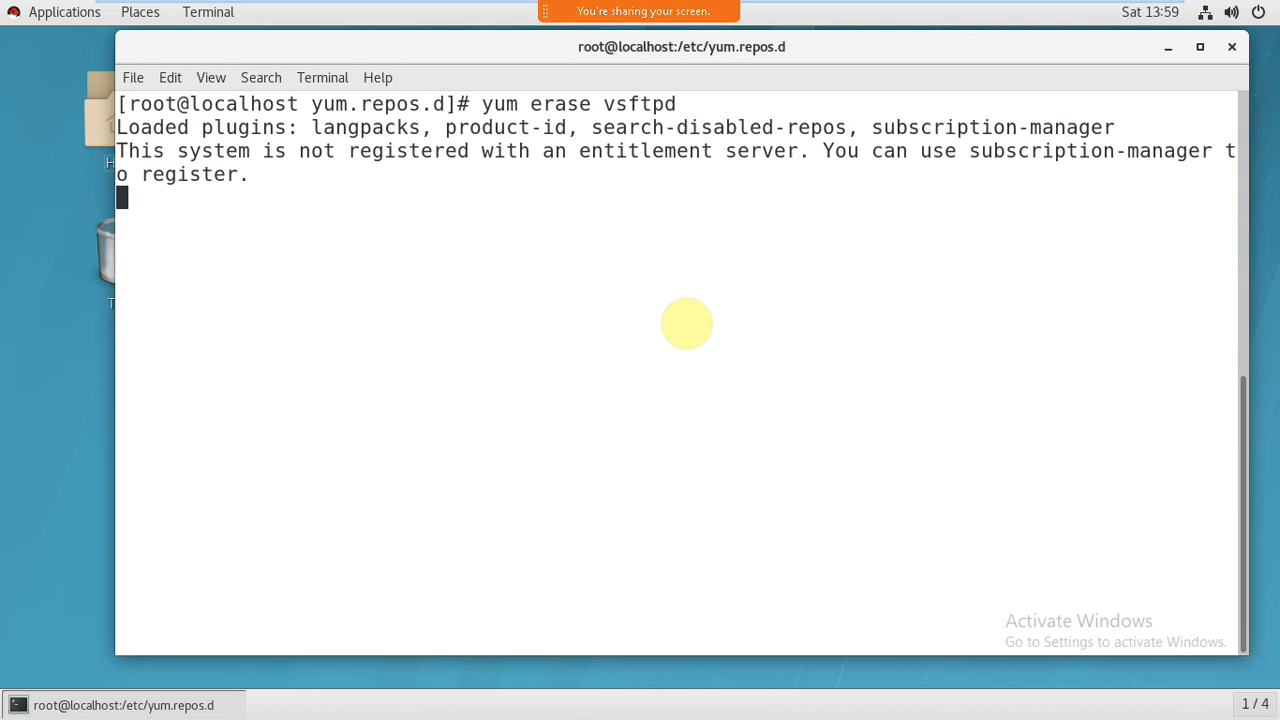 Applications Places Terminal
You're sharing your screen.
Sat 13:59
root@localhost:/etc/yum.repos.d
File Edit View Search Terminal Help
[root@localhost yum.repos.d]# yum erase vsftpd
Loaded plugins: langpacks, product-id, search-disabled-repos, subscription-manager
This system is not registered with an entitlement server. You can use subscription-manager t
o register.
H
T
Activate Windows
Go to Settings to activate Windows.
root@localhost:/etc/yum.repos.d
1 / 4